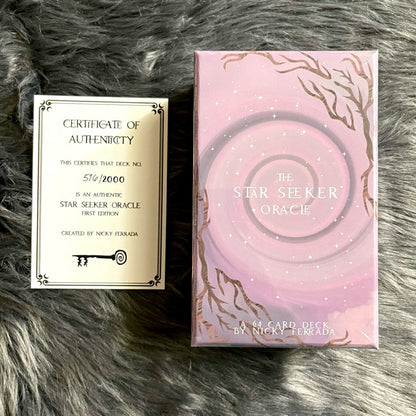 CERTIFICATE OF
AUTHENTICITY
THIS CERTIFIES THAT DECK NO.
576/2000
IS AN AUTHENTIC
STAR SEEKER ORACLE
FIRST EDITION
CREATED BY NICKY FERRADA
THE
STAR SEEKER
ORACLE
A 64 CARD DECK
BY NICKY FERRADA